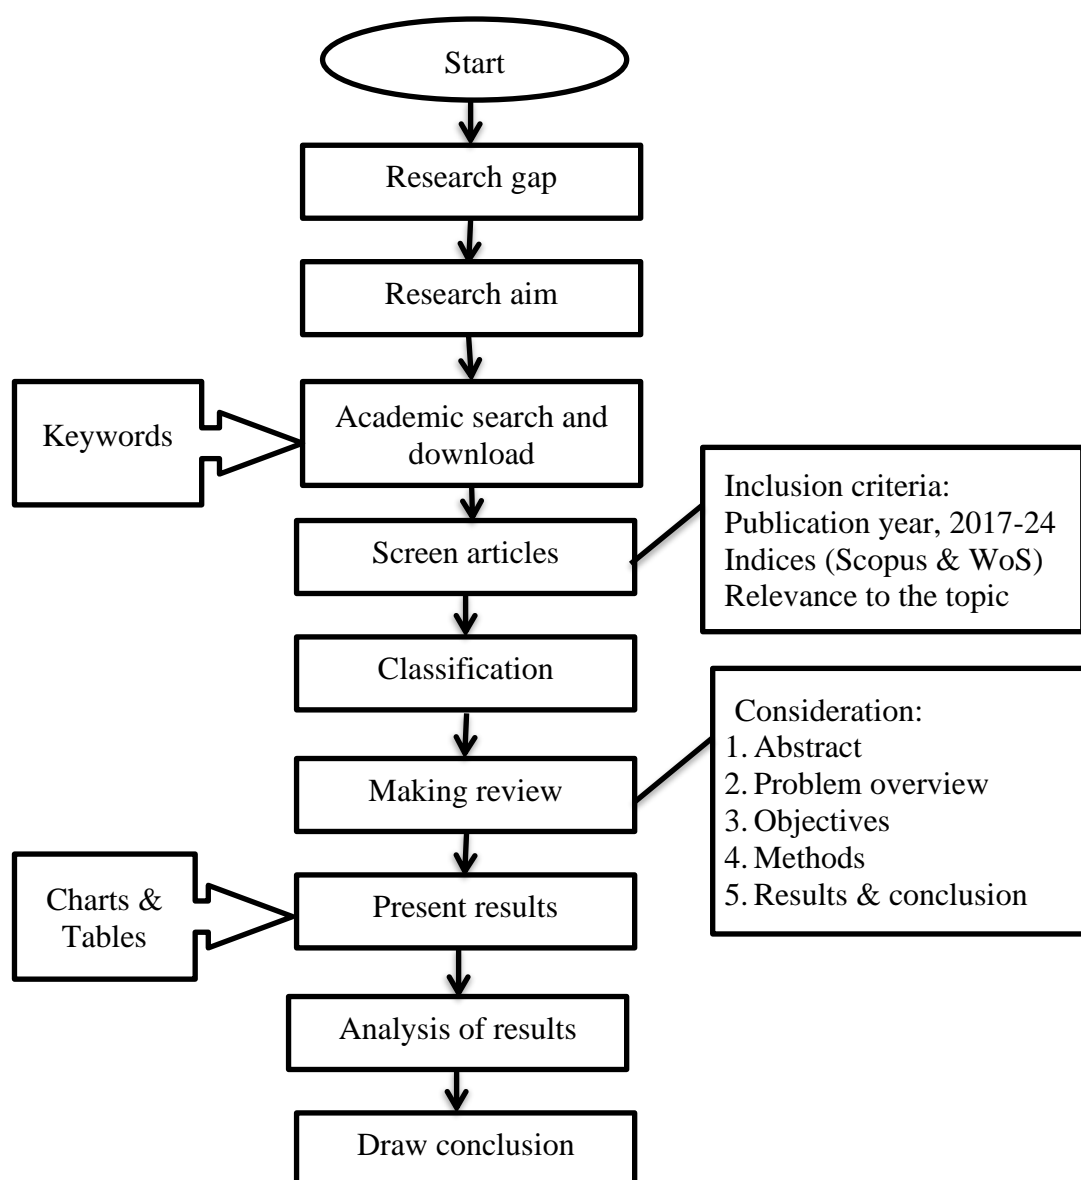 Start
Research gap
Research aim
Keywords
Academic search and
download
Screen articles
Inclusion criteria:
Publication year, 2017-24
Indices (Scopus & WoS)
Relevance to the topic
Classification
Making review
Consideration:
1. Abstract
2. Problem overview
3. Objectives
4. Methods
5. Results & conclusion
Charts &
Tables
Present results
Analysis of results
Draw conclusion